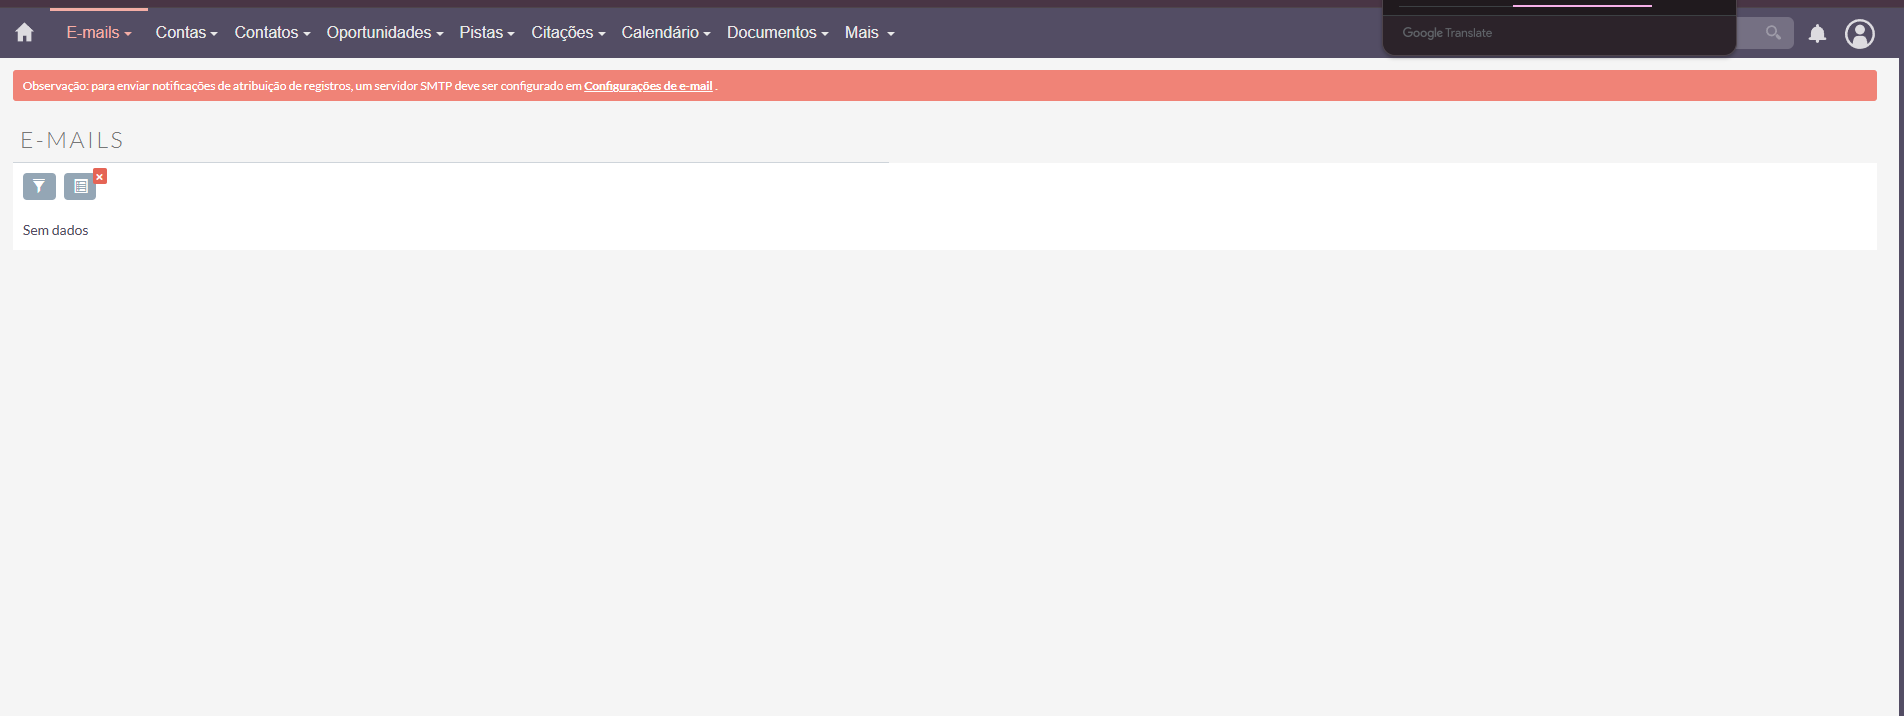 E-mails Contas Contatos Oportunidades Pistas Citações Calendário Documentos Mais
Google Translate
Observação: para enviar notificações de atribuição de registros, um servidor SMTP deve ser configurado em Configurações de e-mail .
E-MAILS
Sem dados